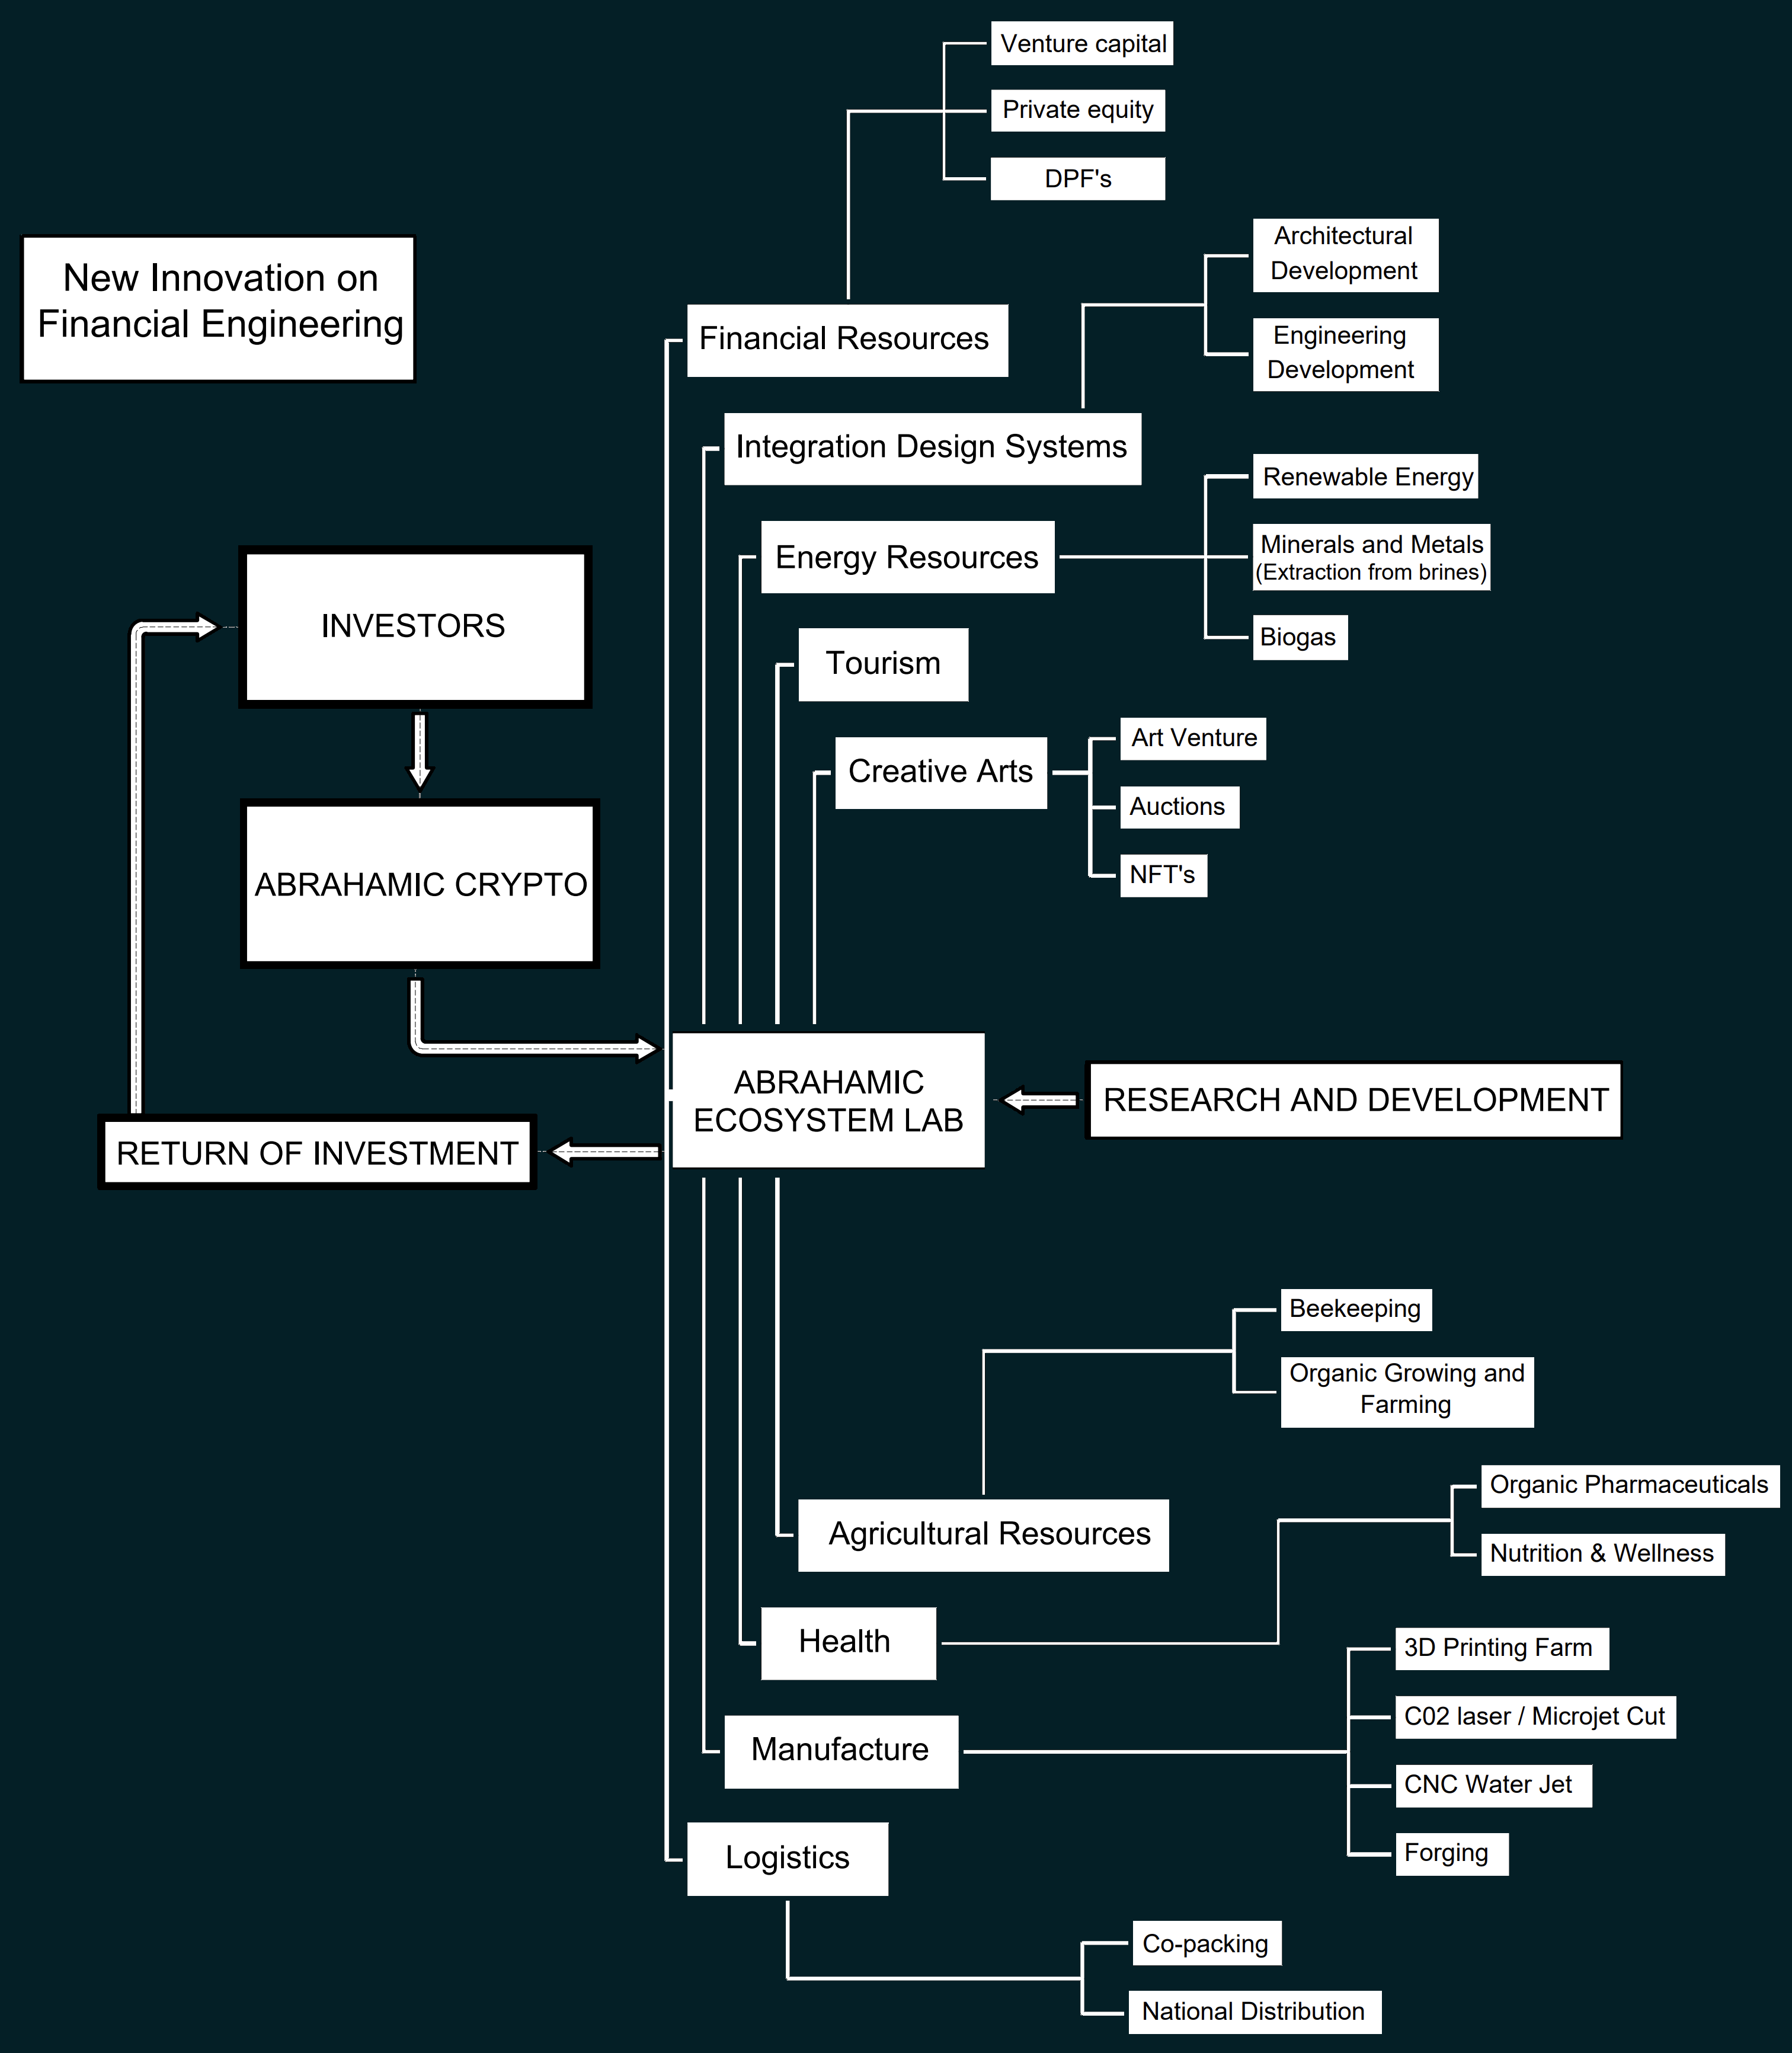 Venture capital
Private equity
DPF's
New Innovation on
Financial Engineering
Architectural
Development
Engineering
Development
Financial Resources
Integration Design Systems
Renewable Energy
Energy Resources
Minerals and Metals
(Extraction from brines)
Biogas
INVESTORS
Tourism
Creative Arts
Art Venture
Auctions
NFT's
ABRAHAMIC CRYPTO
ABRAHAMIC
ECOSYSTEM LAB
RESEARCH AND DEVELOPMENT
RETURN OF INVESTMENT
Beekeeping
Organic Growing and
Farming
Organic Pharmaceuticals
Nutrition & Wellness
Agricultural Resources
Health
3D Printing Farm
C02 laser / Microjet Cut
CNC Water Jet
Forging
Manufacture
Logistics
Co-packing
National Distribution